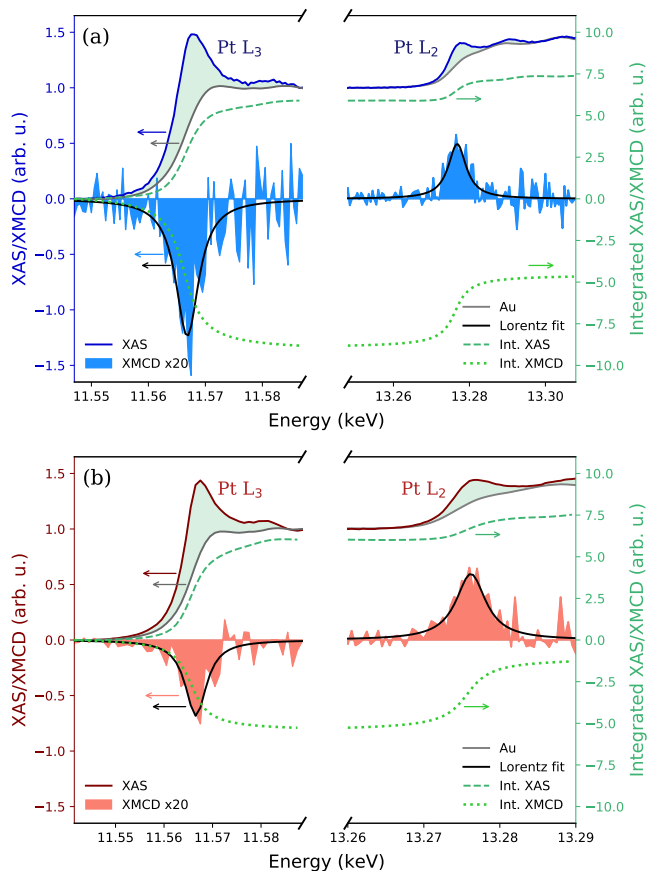 (a)
Pt L3
Pt L2
XAS/XMCD (arb. u.)
1.5
1.0
0.5
0.0
−0.5
−1.0
−1.5
XAS
XMCD x20
Au
Lorentz fit
Int. XAS
Int. XMCD
10.0
7.5
5.0
2.5
0.0
−2.5
−5.0
−7.5
−10.0
Integrated XAS/XMCD (arb. u.)
11.55 11.56 11.57 11.58 13.26 13.28 13.30
Energy (keV)
(b)
Pt L3
Pt L2
XAS/XMCD (arb. u.)
1.5
1.0
0.5
0.0
−0.5
−1.0
−1.5
XAS
XMCD x20
Au
Lorentz fit
Int. XAS
Int. XMCD
10.0
7.5
5.0
2.5
0.0
−2.5
−5.0
−7.5
−10.0
Integrated XAS/XMCD (arb. u.)
11.55 11.56 11.57 11.58 13.26 13.27 13.28 13.29
Energy (keV)